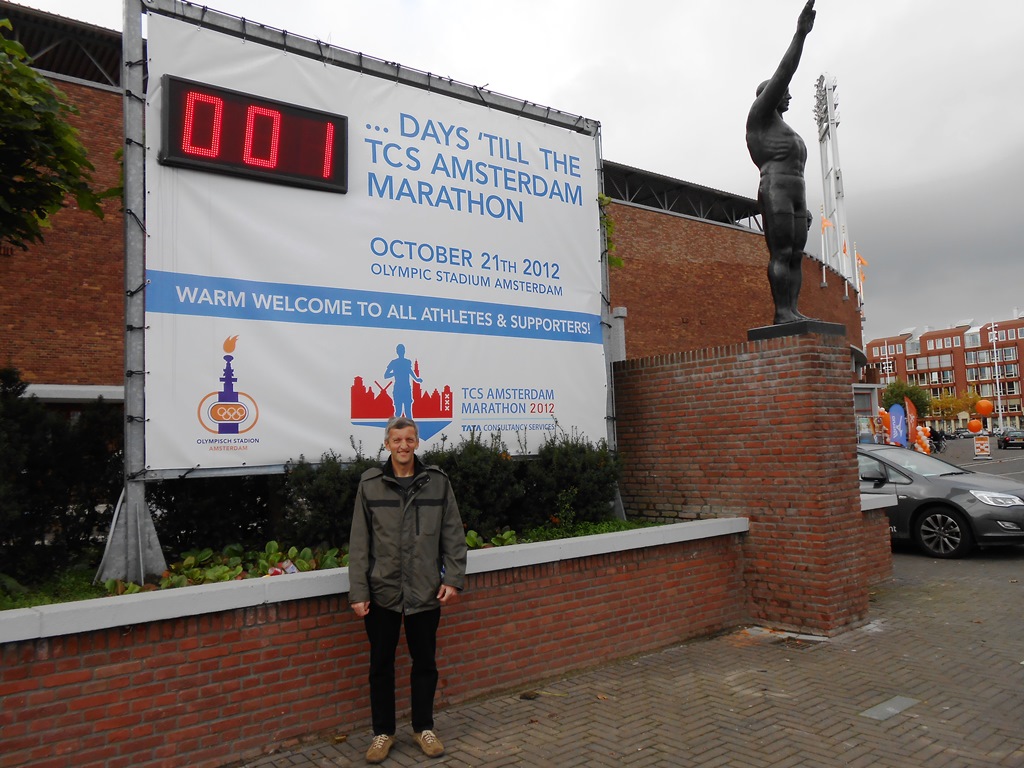 001
... DAYS 'TILL THE
TCS AMSTERDAM
MARATHON
OCTOBER 21TH 2012
OLYMPIC STADIUM AMSTERDAM
WARM WELCOME TO ALL ATHLETES & SUPPORTERS!
OLYMPISCH STADION
AMSTERDAM
XXX
TCS AMSTERDAM
MARATHON 2012
TATA CONSULTANCY SERVICES